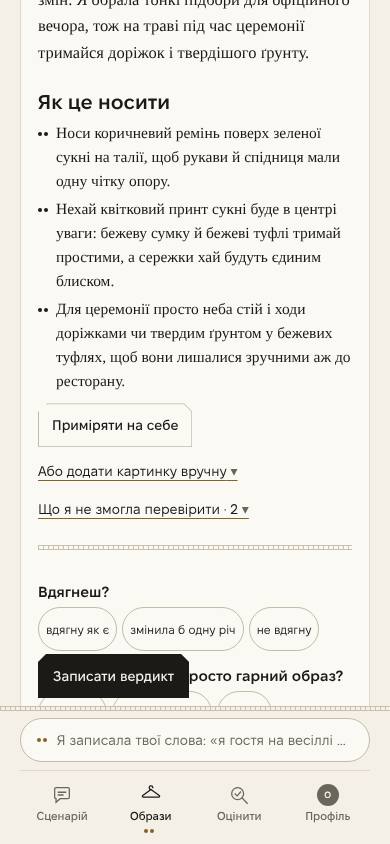 змін. Я обрала тонкі підбори для офіційного
вечора, тож на траві під час церемонії
тримайся доріжок і твердішого ґрунту.
Як це носити
Носи коричневий ремінь поверх зеленої
сукні на талії, щоб рукави й спідниця мали
одну чітку опору.
Нехай квітковий принт сукні буде в центрі
уваги: бежеву сумку й бежеві туфлі тримай
простими, а сережки хай будуть єдиним
блиском.
Для церемонії просто неба стій і ходи
доріжками чи твердим ґрунтом у бежевих
туфлях, щоб вони лишалися зручними аж до
ресторану.
Приміряти на себе
Або додати картинку вручну ▾
Що я не змогла перевірити · 2 ▾
Вдягнеш?
вдягну як є
змінила б одну річ
не вдягну
Записати вердикт
росто гарний образ?
Я записала твої слова: «я гостя на весіллі ...
Сценарій
Образи
Оцінити
О
Профіль